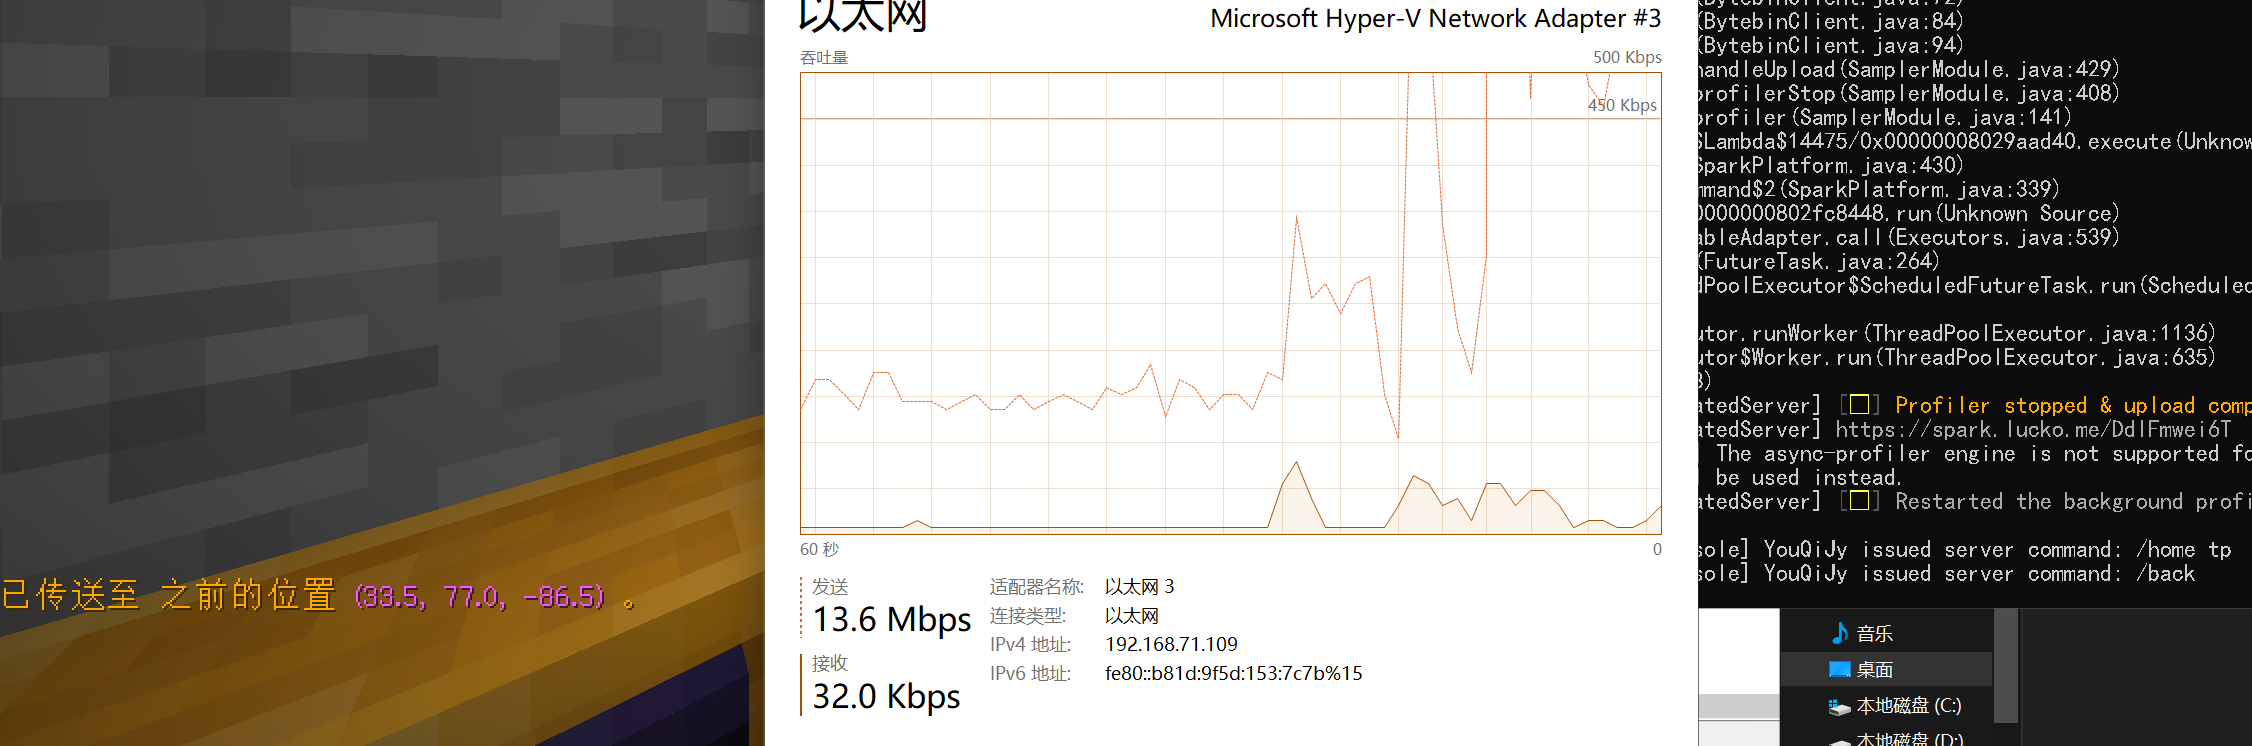 已传送至 之前的位置 (33.5, 77.0, -86.5) 。
以太网
Microsoft Hyper-V Network Adapter #3
吞吐量
500 Kbps
450 Kbps
60 秒
0
发送
13.6 Mbps
接收
32.0 Kbps
适配器名称: 以太网 3
连接类型: 以太网
IPv4 地址: 192.168.71.109
IPv6 地址: fe80::b81d:9f5d:153:7c7b%15
(BytebinClient.java:72)
(BytebinClient.java:84)
(BytebinClient.java:94)
handleUpload(SamplerModule.java:429)
profilerStop(SamplerModule.java:408)
profiler(SamplerModule.java:141)
$Lambda$14475/0x00000008029aad40.execute(Unknow
SparkPlatform.java:430)
mmand$2(SparkPlatform.java:339)
0000000802fc8448.run(Unknown Source)
ableAdapter.call(Executors.java:539)
(FutureTask.java:264)
dPoolExecutor$ScheduledFutureTask.run(Scheduled
utor.runWorker(ThreadPoolExecutor.java:1136)
utor$Worker.run(ThreadPoolExecutor.java:635)
3)
atedServer] [□] Profiler stopped & upload comp
atedServer] https://spark.lucko.me/DdlFmwei6T
The async-profiler engine is not supported fo
be used instead.
atedServer] [□] Restarted the background profi
sole] YouQiJy issued server command: /home tp
sole] YouQiJy issued server command: /back
音乐
桌面
本地磁盘 (C:)
本地磁盘 (D:)